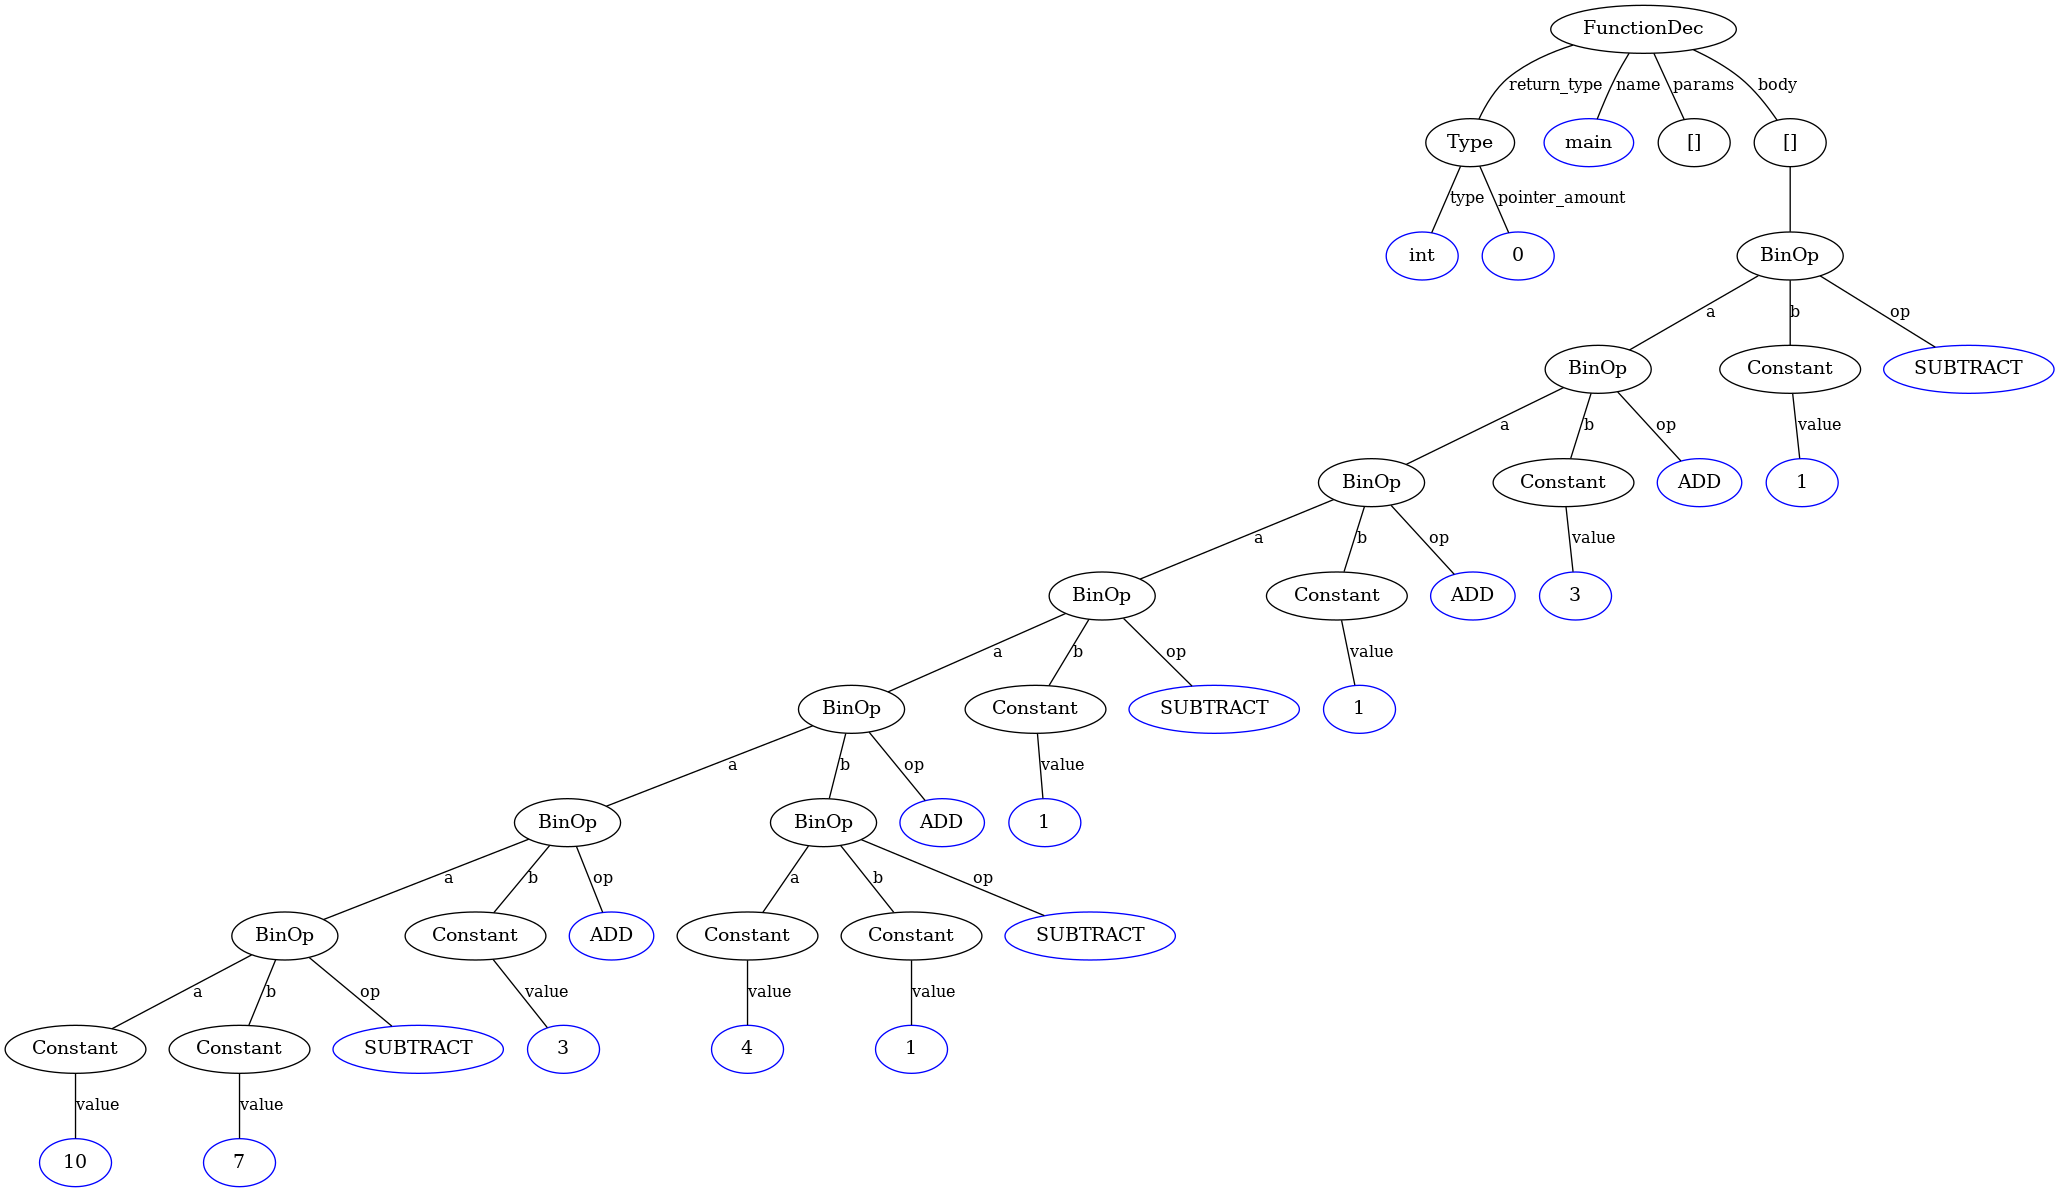 FunctionDec
return_type name params body
Type main [] []
type pointer_amount
int 0 BinOp
a b op
BinOp Constant SUBTRACT
a b op value
BinOp Constant ADD 1
a b op value
BinOp Constant ADD 3
a b op value
BinOp Constant SUBTRACT 1
a b op value
BinOp BinOp ADD 1
a b op a b op
BinOp Constant ADD Constant Constant SUBTRACT
a b op value value value
Constant Constant SUBTRACT 3 4 1
value value
10 7